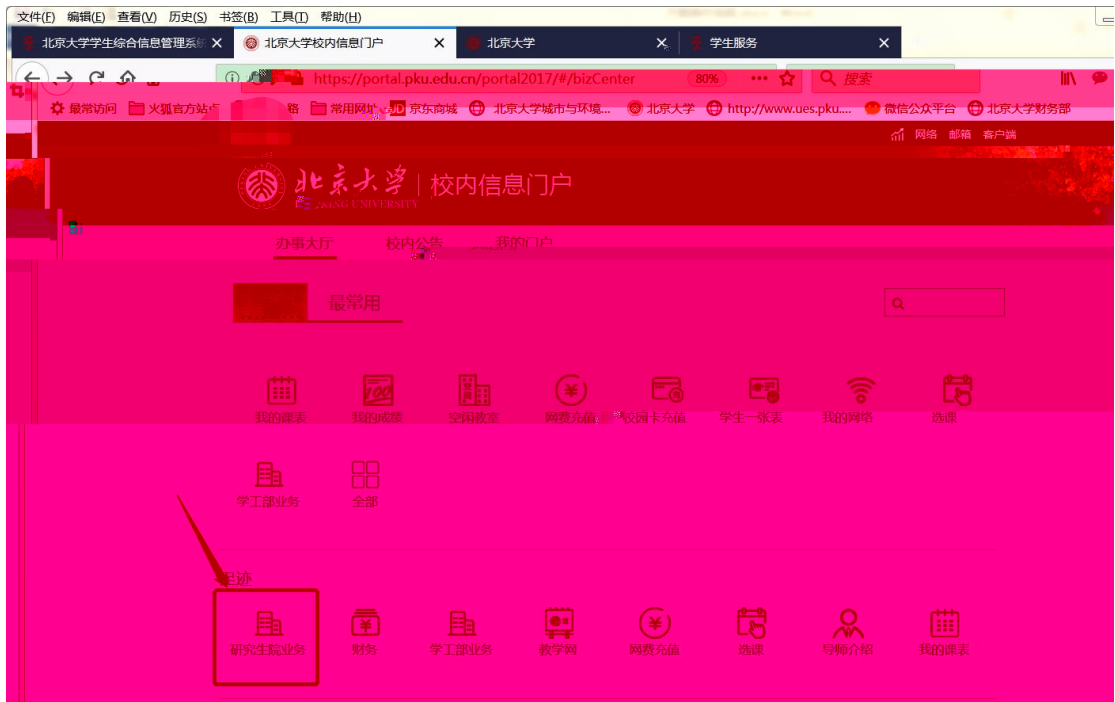 文件(F) 编辑(E) 查看(V) 历史(S) 书签(B) 工具(T) 帮助(H)
北京大学学生综合信息管理系统 北京大学校内信息门户 北京大学 学生服务
https://portal.pku.edu.cn/portal2017/#/bizCenter 80% 搜索
最常访问 火狐官方站点 常用网址 JD 京东商城 北京大学城市与环境... 北京大学 http://www.ues.pku.... 微信公众平台 北京大学财务部
网络 邮箱 客户端
北京大学 校内信息门户
UNIVERSITY
办事大厅 校内公告 我的门户
最常用
我的课表 我的成绩 空闲教室 网费充值 校园卡充值 学生一张表 我的网络 选课
学工部业务 全部
足迹
研究生院业务 财务 学工部业务 教学网 网费充值 选课 导师介绍 我的课表